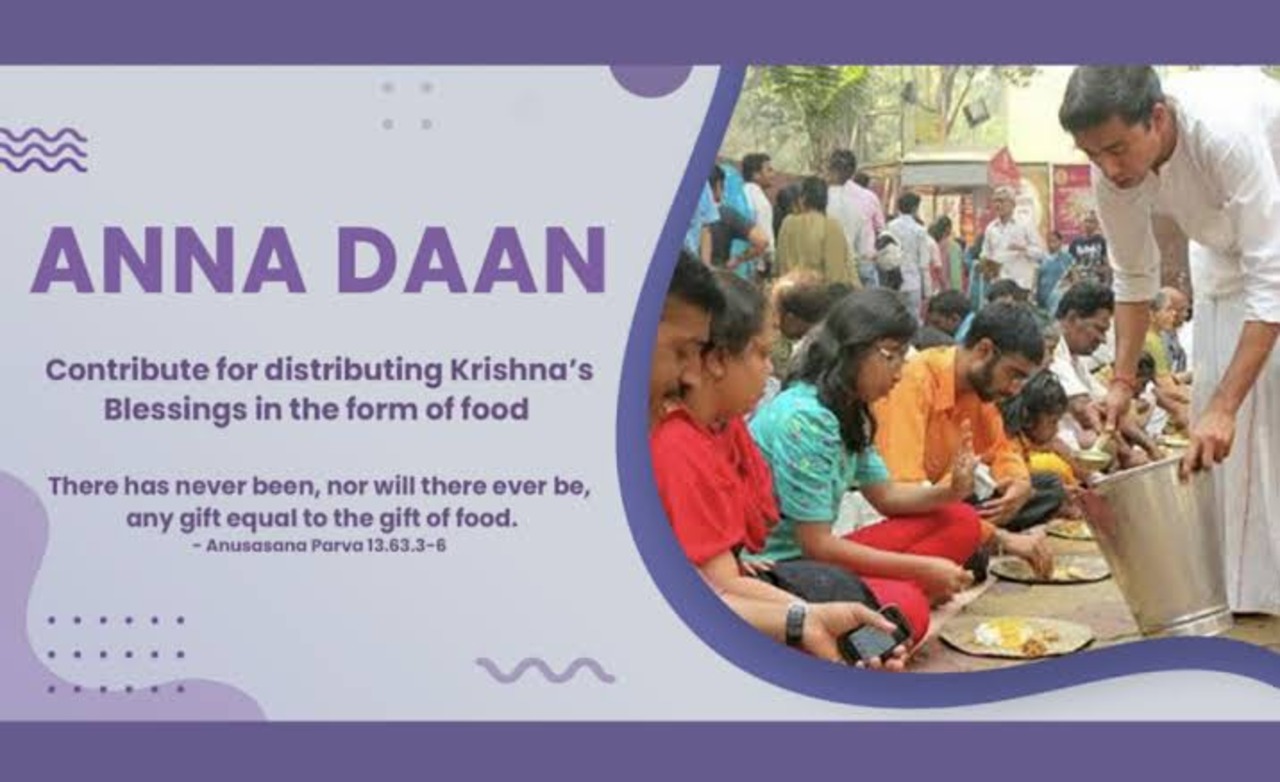 ANNA DAAN
Contribute for distributing Krishna’s
Blessings in the form of food
There has never been, nor will there ever be,
any gift equal to the gift of food.
- Anusasana Parva 13.63.3-6